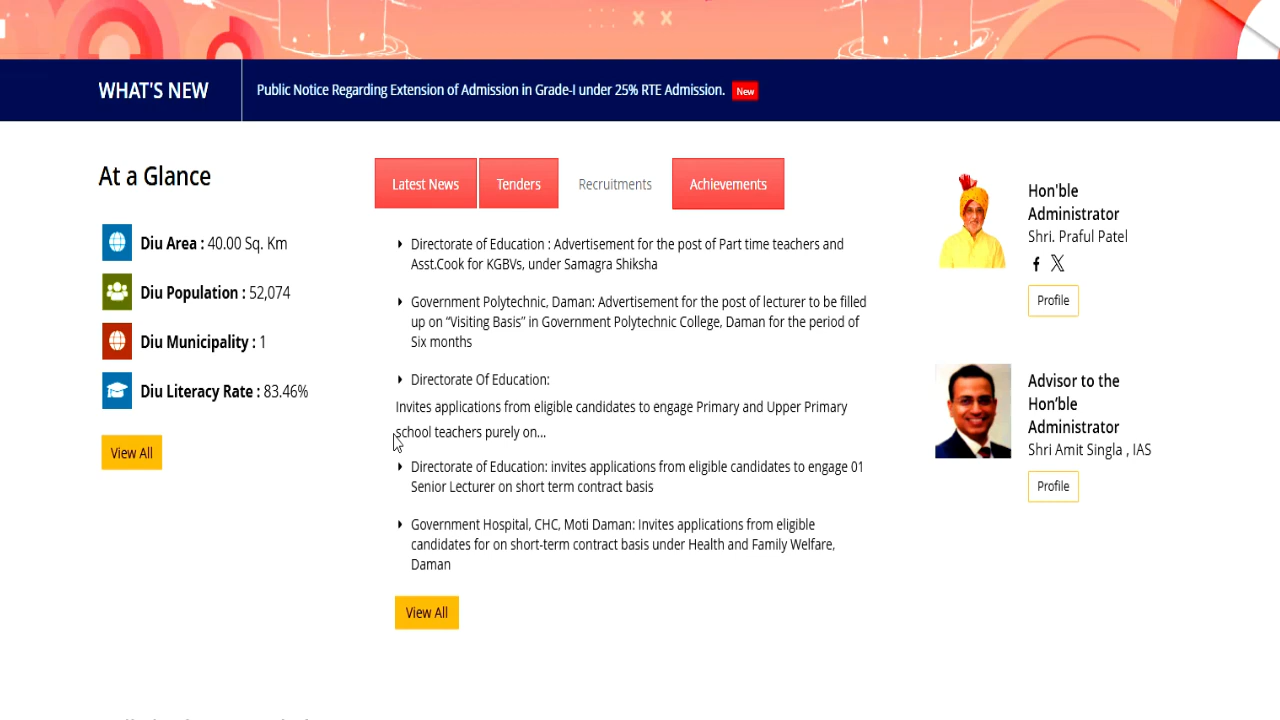 WHAT'S NEW
Public Notice Regarding Extension of Admission in Grade-I under 25% RTE Admission. New
At a Glance
Diu Area : 40.00 Sq. Km
Diu Population : 52,074
Diu Municipality : 1
Diu Literacy Rate : 83.46%
View All
Latest News
Tenders
Recruitments
Achievements
Directorate of Education : Advertisement for the post of Part time teachers and
Asst.Cook for KGBVs, under Samagra Shiksha
Government Polytechnic, Daman: Advertisement for the post of lecturer to be filled
up on “Visiting Basis” in Government Polytechnic College, Daman for the period of
Six months
Directorate Of Education:
Invites applications from eligible candidates to engage Primary and Upper Primary
school teachers purely on...
Directorate of Education: invites applications from eligible candidates to engage 01
Senior Lecturer on short term contract basis
Government Hospital, CHC, Moti Daman: Invites applications from eligible
candidates for on short-term contract basis under Health and Family Welfare,
Daman
View All
Hon'ble
Administrator
Shri. Praful Patel
Profile
Advisor to the
Hon’ble
Administrator
Shri Amit Singla , IAS
Profile